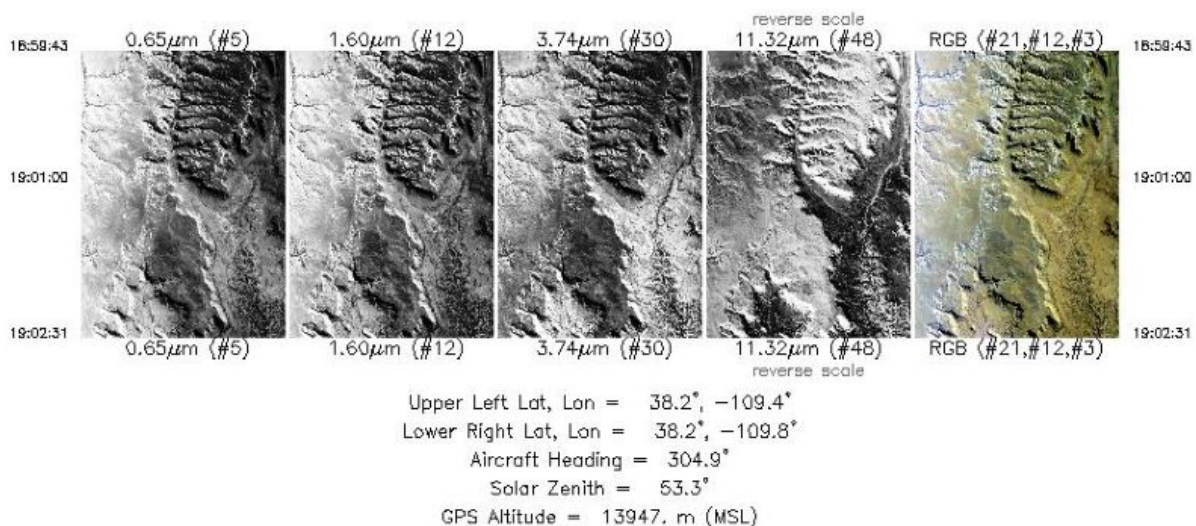 reverse scale
0.65μm (#5) 1.60μm (#12) 3.74μm (#30) 11.32μm (#48) RGB (#21,#12,#3)
18:59:43 18:59:43
19:01:00 19:01:00
19:02:31 19:02:31
0.65μm (#5) 1.60μm (#12) 3.74μm (#30) 11.32μm (#48) RGB (#21,#12,#3)
reverse scale
Upper Left Lat, Lon = 38.2°, -109.4°
Lower Right Lat, Lon = 38.2°, -109.8°
Aircraft Heading = 304.9°
Solar Zenith = 53.3°
GPS Altitude = 13947. m (MSL)